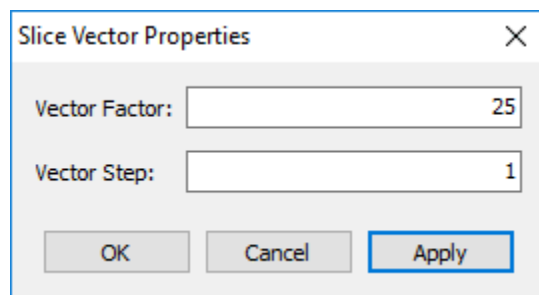 Slice Vector Properties
Vector Factor: 25
Vector Step: 1
OK Cancel Apply